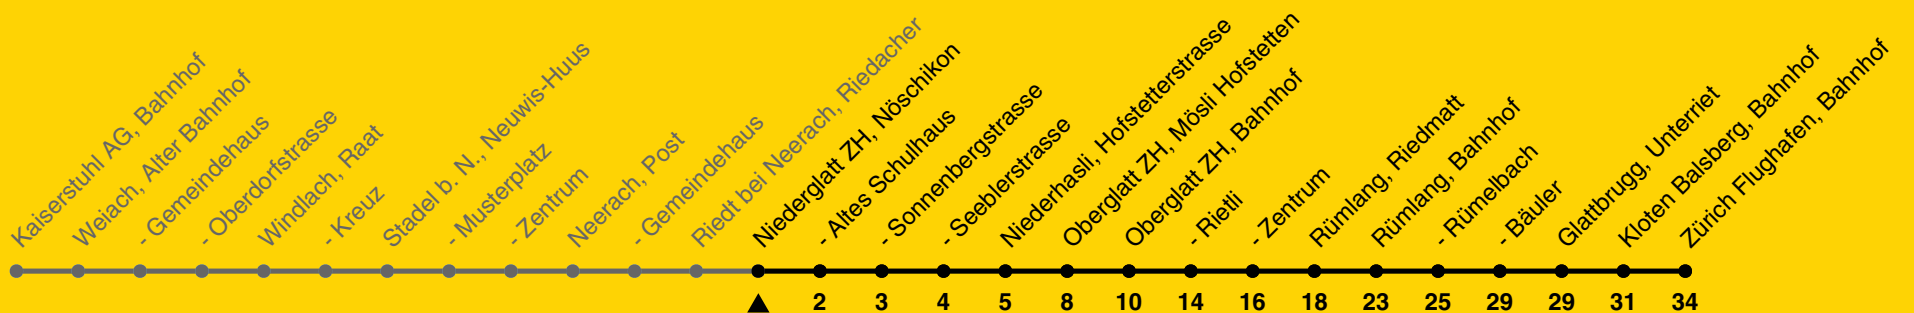 Kaiserstuhl AG, Bahnhof
Weiach, Alter Bahnhof
- Gemeindehaus
- Oberdorfstrasse
Windlach, Raat
- Kreuz
Stadel b. N., Neuwis-Huus
- Musterplatz
- Zentrum
Neerach, Post
- Gemeindehaus
Riedt bei Neerach, Riedacher
Niederglatt ZH, Nöschikon
- Altes Schulhaus
- Sonnenbergstrasse
- Seeblerstrasse
Niederhasli, Hofstetterstrasse
Oberglatt ZH, Mösli Hofstetten
Oberglatt ZH, Bahnhof
- Rietli
- Zentrum
Rümlang, Riedmatt
Rümlang, Bahnhof
- Rümelbach
- Bäuler
Glattbrugg, Unterriet
Kloten Balsberg, Bahnhof
Zürich Flughafen, Bahnhof
2 3 4 5 8 10 14 16 18 23 25 29 29 31 34